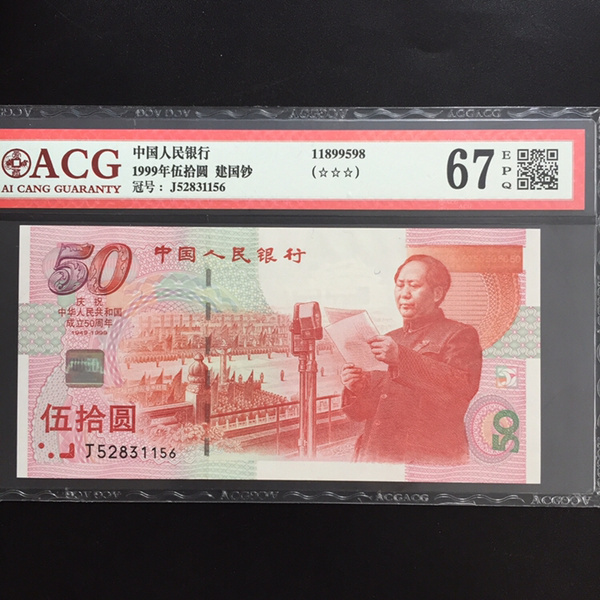 ACG
AI CANG GUARANTY
中国人民银行
1999年伍拾圆 建国钞
冠号：J52831156
11899598
(☆☆☆)
67
EPQ
50
中国人民银行
庆祝
中华人民共和国
成立50周年
1949-1999
伍拾圆
J52831156
50
ACGACG